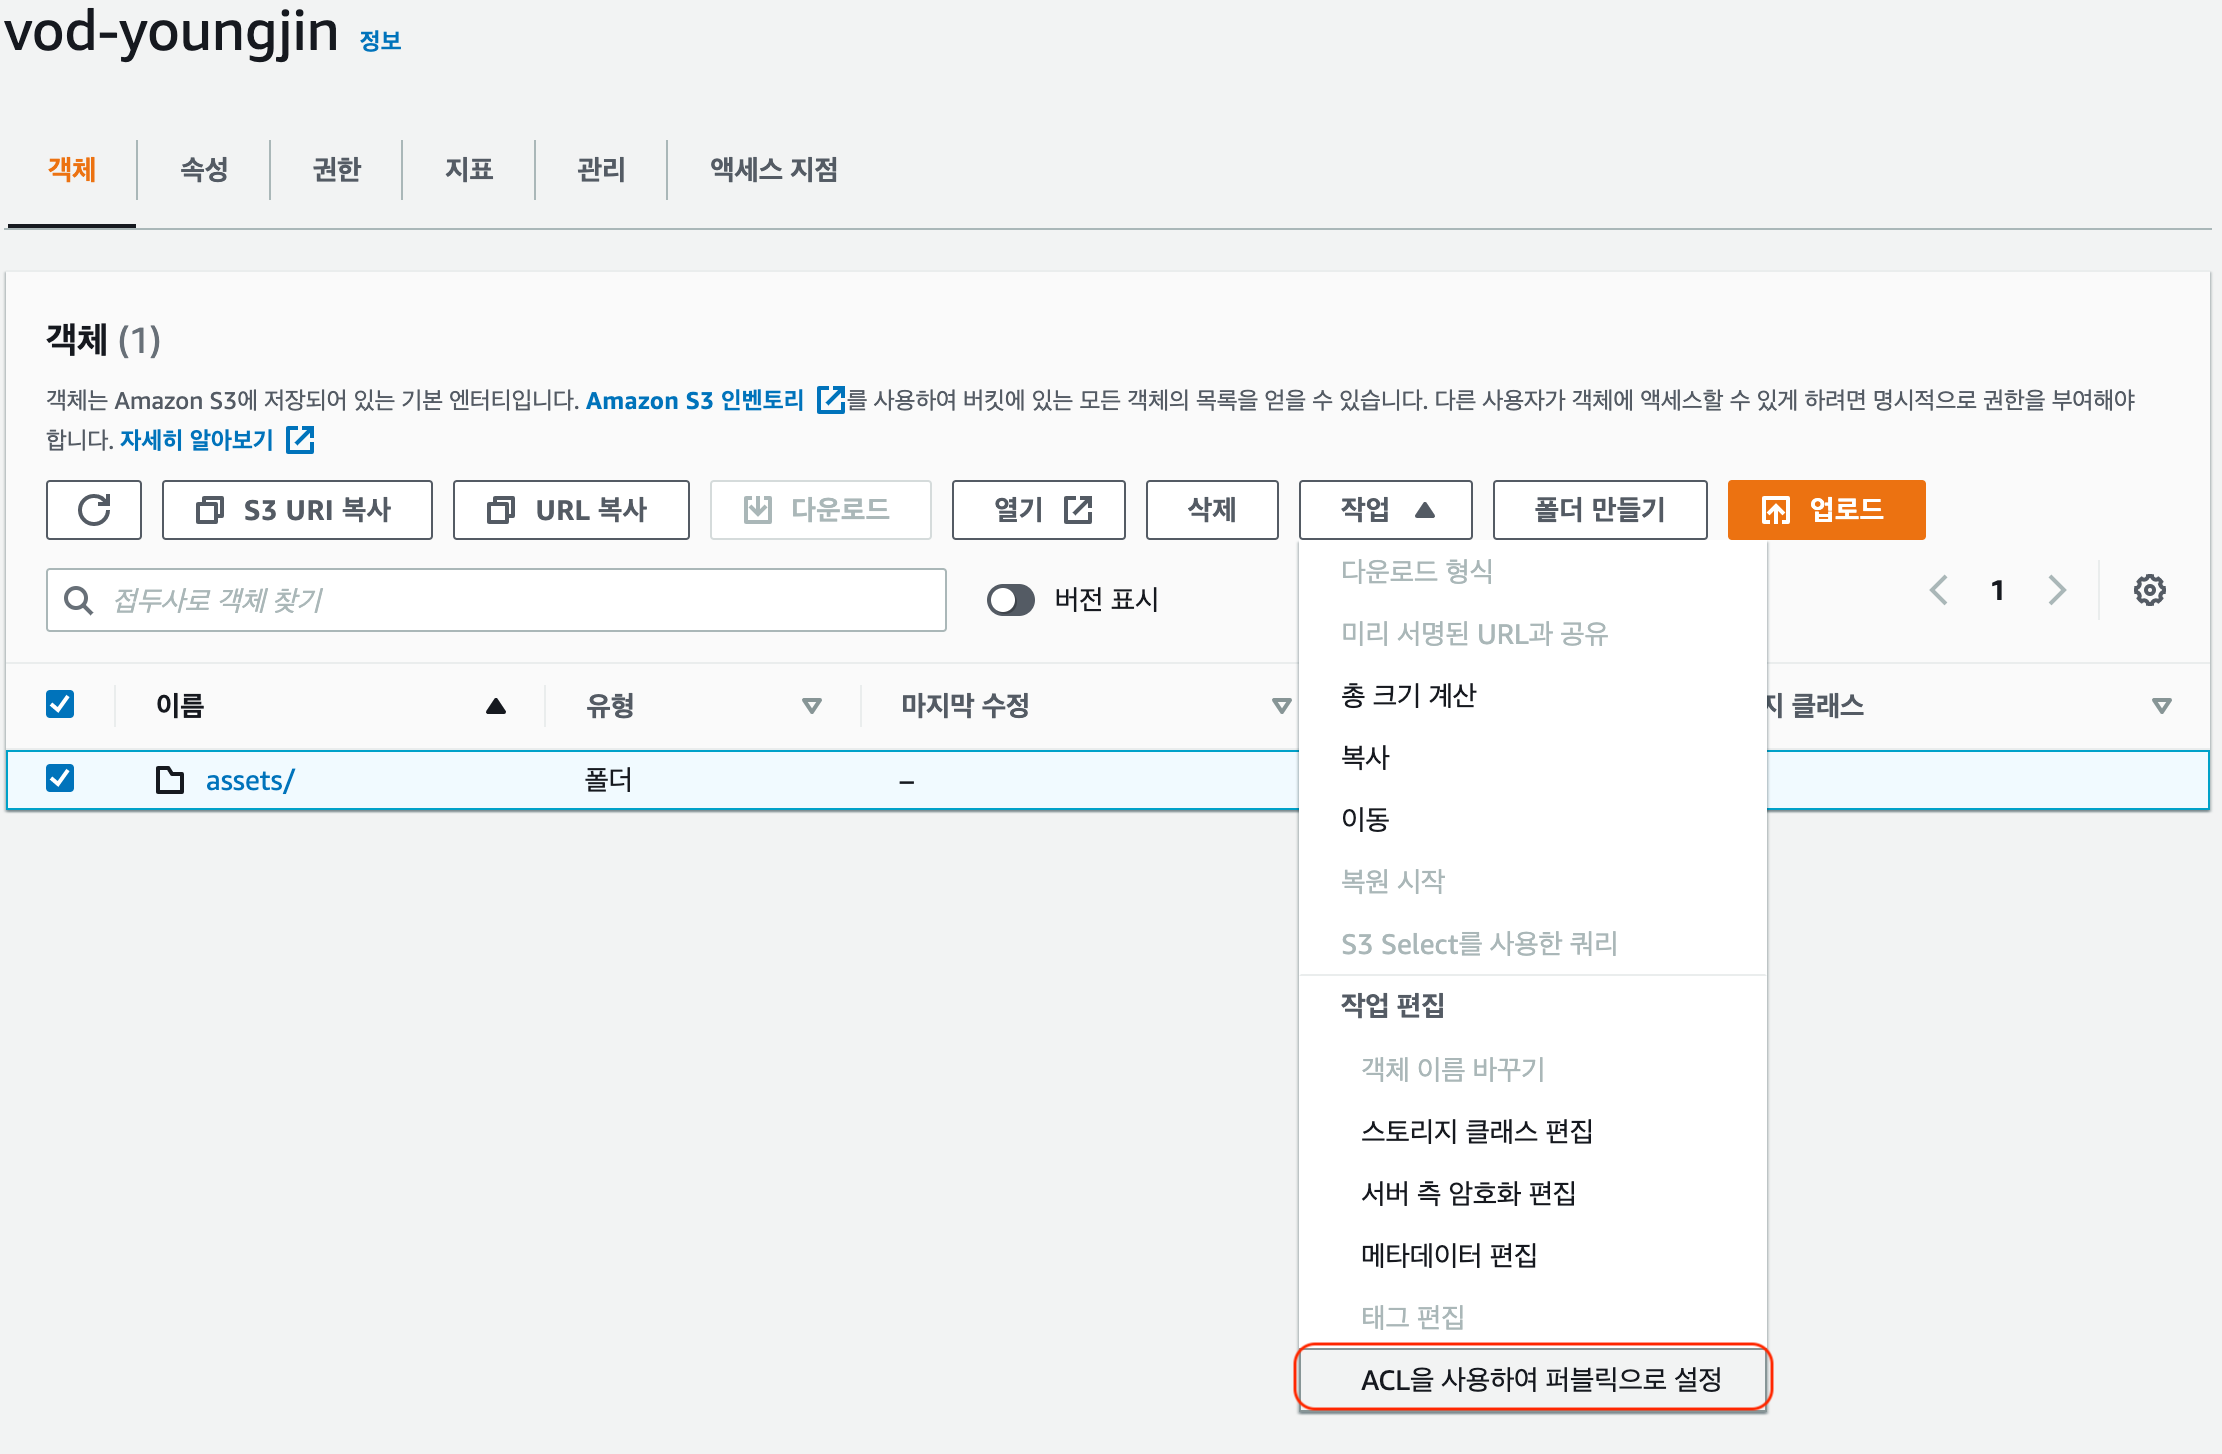 vod-youngjin 정보
객체 속성 권한 지표 관리 액세스 지점
객체 (1)
객체는 Amazon S3에 저장되어 있는 기본 엔터티입니다. Amazon S3 인벤토리 를 사용하여 버킷에 있는 모든 객체의 목록을 얻을 수 있습니다. 다른 사용자가 객체에 액세스할 수 있게 하려면 명시적으로 권한을 부여해야
합니다. 자세히 알아보기
S3 URI 복사 URL 복사 다운로드 열기 삭제 작업 폴더 만들기 업로드
접두사로 객체 찾기 버전 표시 1
이름 유형 마지막 수정 지 클래스
assets/ 폴더 –
다운로드 형식
미리 서명된 URL과 공유
총 크기 계산
복사
이동
복원 시작
S3 Select를 사용한 쿼리
작업 편집
객체 이름 바꾸기
스토리지 클래스 편집
서버 측 암호화 편집
메타데이터 편집
태그 편집
ACL을 사용하여 퍼블릭으로 설정